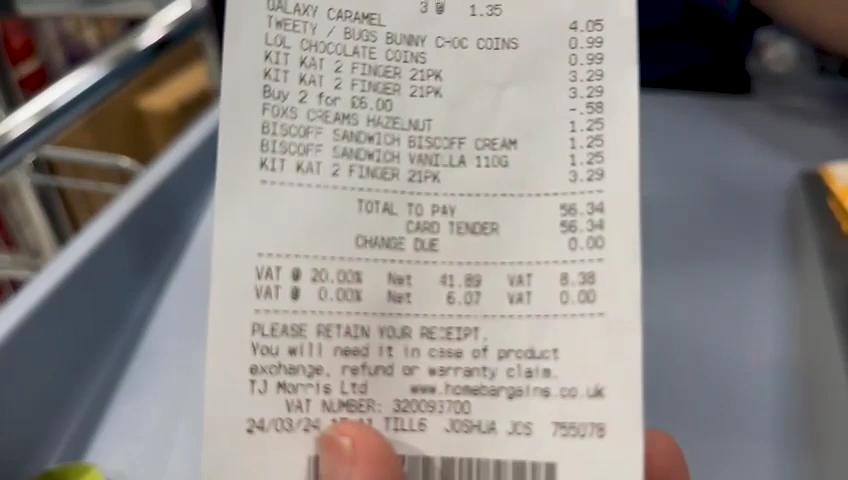 3 @ 1.35
GALAXY CARAMEL 4.05
TWEETY / BUGS BUNNY CHOC COINS 0.99
LOL CHOCOLATE COINS 0.99
KIT KAT 2 FINGER 21PK 3.29
KIT KAT 2 FINGER 21PK 3.29
Buy 2 for £6.00 -.58
FOXS CREAMS HAZELNUT 1.25
BISCOFF SANDWICH BISCOFF CREAM 1.25
BISCOFF SANDWICH VANILLA 110G 1.25
KIT KAT 2 FINGER 21PK 3.29
TOTAL TO PAY 56.34
CARD TENDER 56.34
CHANGE DUE 0.00
VAT @ 20.00% Net 41.89 VAT 8.38
VAT @ 0.00% Net 6.07 VAT 0.00
PLEASE RETAIN YOUR RECEIPT.
You will need it in case of product
exchange, refund or warranty claim.
TJ Morris Ltd www.homebargains.co.uk
VAT NUMBER: 320093700
24/03/24 TILL6 JOSHUA JOS 755078